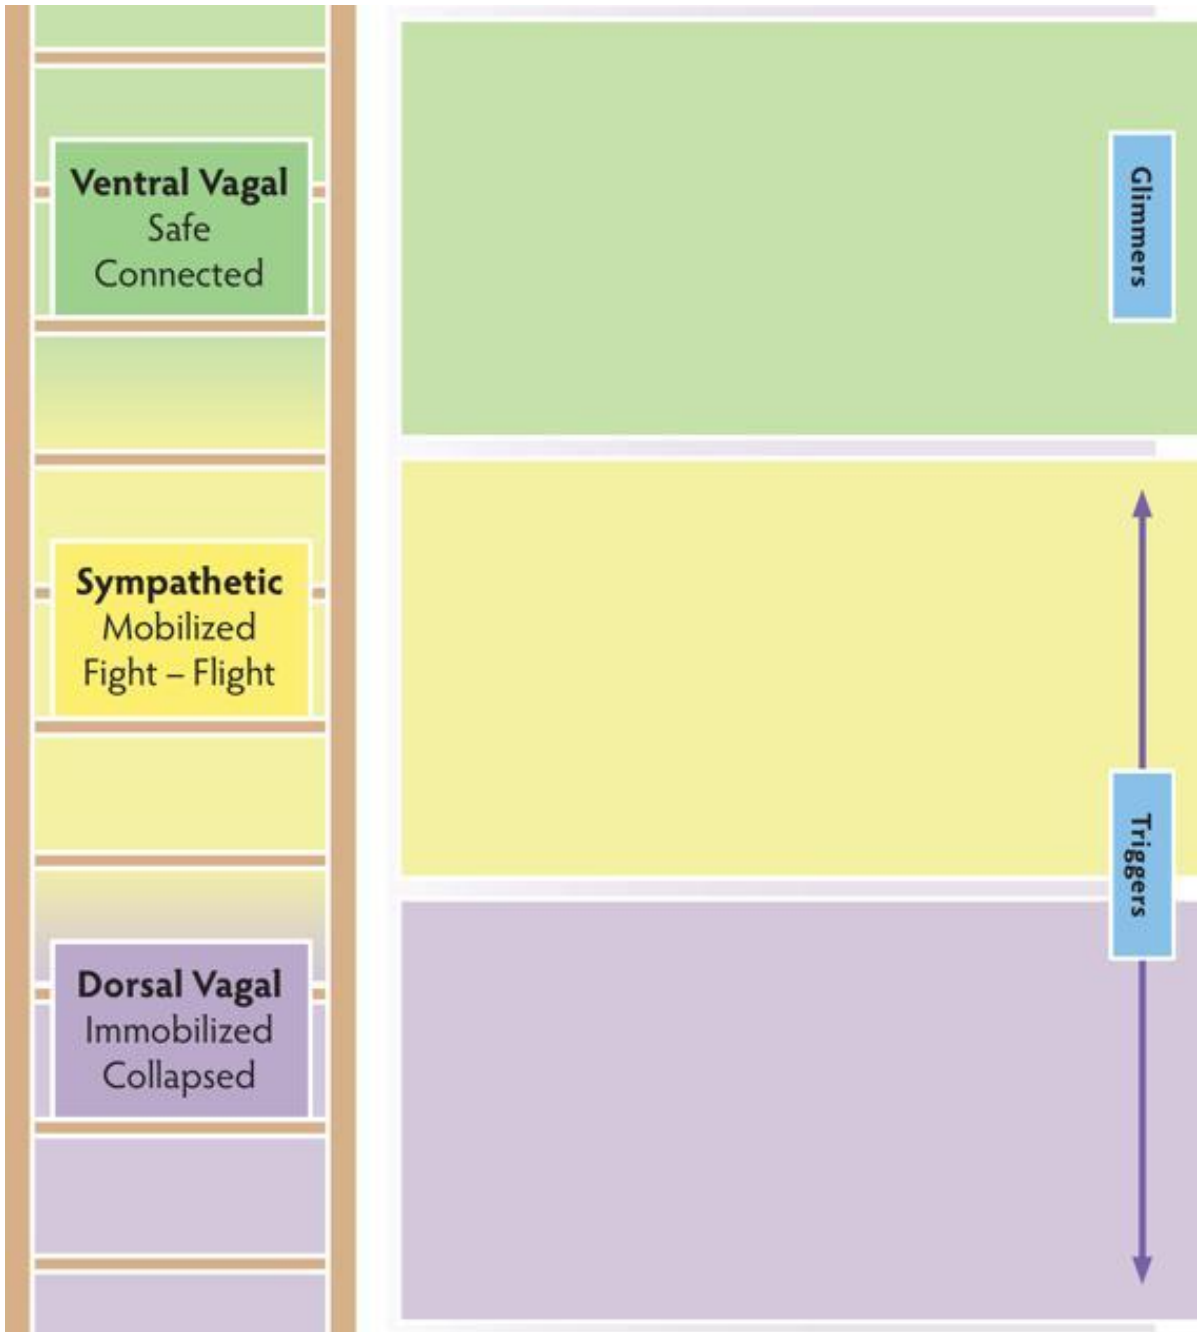 Ventral Vagal
Safe
Connected
Glimmers
Sympathetic
Mobilized
Fight – Flight
Triggers
Dorsal Vagal
Immobilized
Collapsed